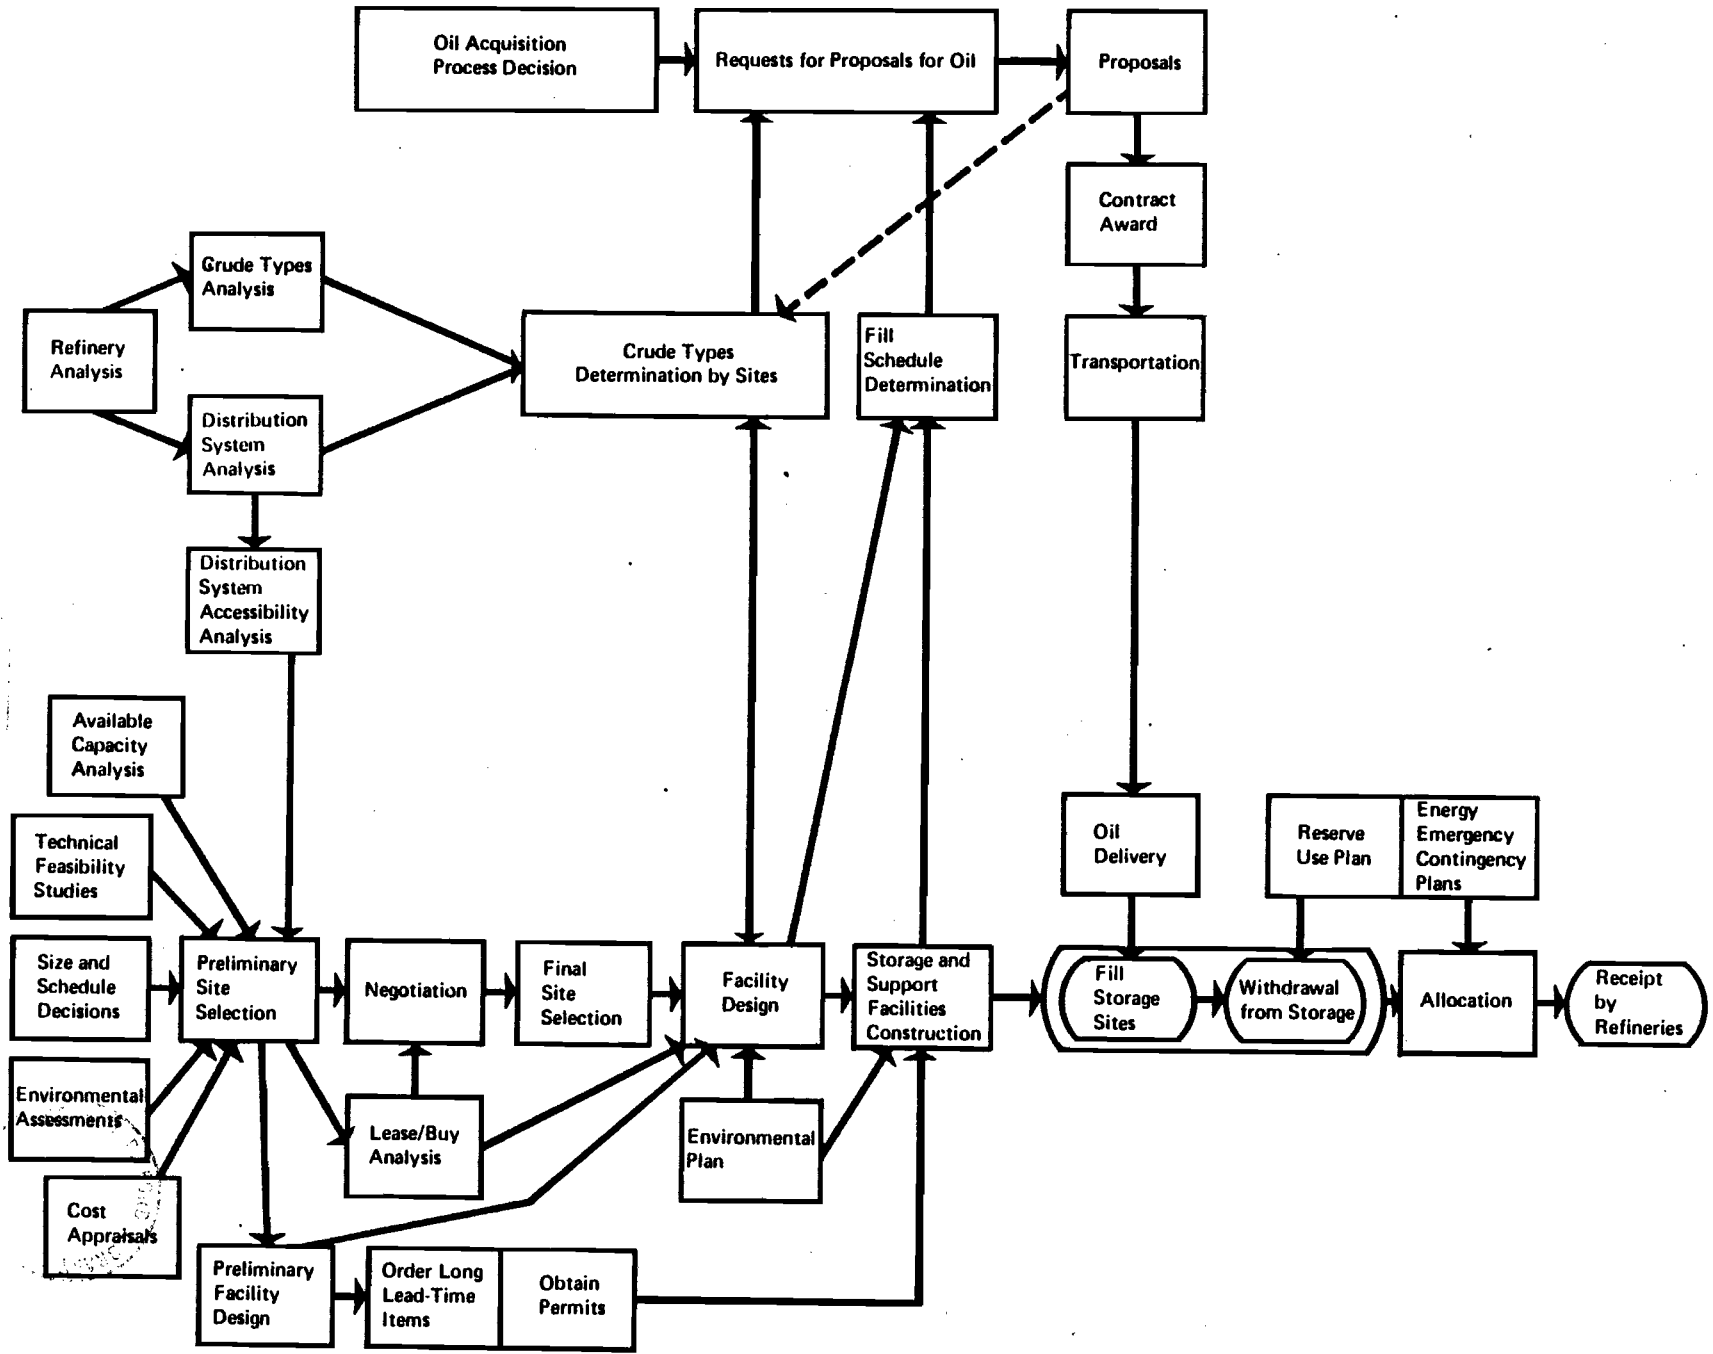 Oil Acquisition
Process Decision
Requests for Proposals for Oil
Proposals
Contract
Award
Crude Types
Analysis
Refinery
Analysis
Distribution
System
Analysis
Crude Types
Determination by Sites
Fill
Schedule
Determination
Transportation
Distribution
System
Accessibility
Analysis
Available
Capacity
Analysis
Technical
Feasibility
Studies
Oil
Delivery
Reserve
Use Plan
Energy
Emergency
Contingency
Plans
Size and
Schedule
Decisions
Preliminary
Site
Selection
Negotiation
Final
Site
Selection
Facility
Design
Storage and
Support
Facilities
Construction
Fill
Storage
Sites
Withdrawal
from Storage
Allocation
Receipt
by
Refineries
Environmental
Assessments
Lease/Buy
Analysis
Environmental
Plan
Cost
Appraisals
Preliminary
Facility
Design
Order Long
Lead-Time
Items
Obtain
Permits